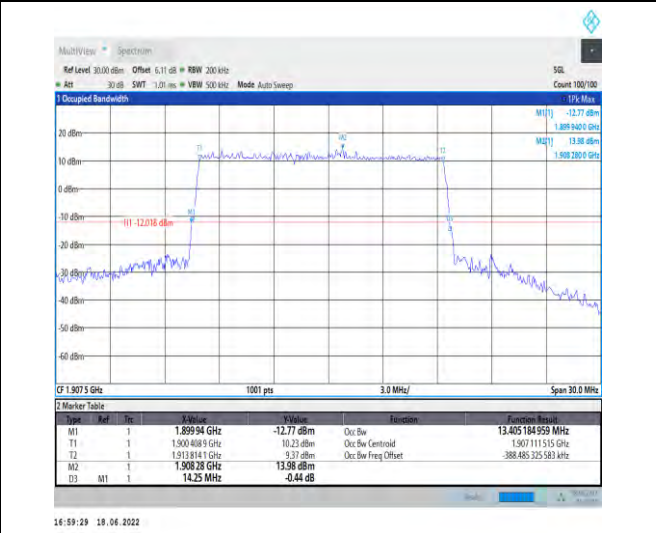 MultiView Spectrum
Ref Level 30.00 dBm Offset 6.11 dB RBW 200 kHz SGL
Att 30 dB SWT 1.01 ms VBW 500 kHz Mode Auto Sweep Count 100/100
1 Occupied Bandwidth 1Pk Max
M1[1] -12.77 dBm
1.899 940 0 GHz
M2[1] 13.98 dBm
1.908 280 0 GHz
20 dBm
T1 M2 T2
10 dBm
0 dBm
-10 dBm M1
H1 -12.018 dBm
-20 dBm
-30 dBm
-40 dBm
-50 dBm
-60 dBm
CF 1.907 5 GHz 1001 pts 3.0 MHz/ Span 30.0 MHz
2 Marker Table
Type Ref Trc X-Value Y-Value Function Function Result
M1 1 1.899 94 GHz -12.77 dBm Occ Bw 13.405 184 959 MHz
T1 1 1.900 408 9 GHz 10.23 dBm Occ Bw Centroid 1.907 111 515 GHz
T2 1 1.913 814 1 GHz 9.37 dBm Occ Bw Freq Offset -388.485 325 583 kHz
M2 1 1.908 28 GHz 13.98 dBm
D3 M1 1 14.25 MHz -0.44 dB
16:59:29 18.06.2022